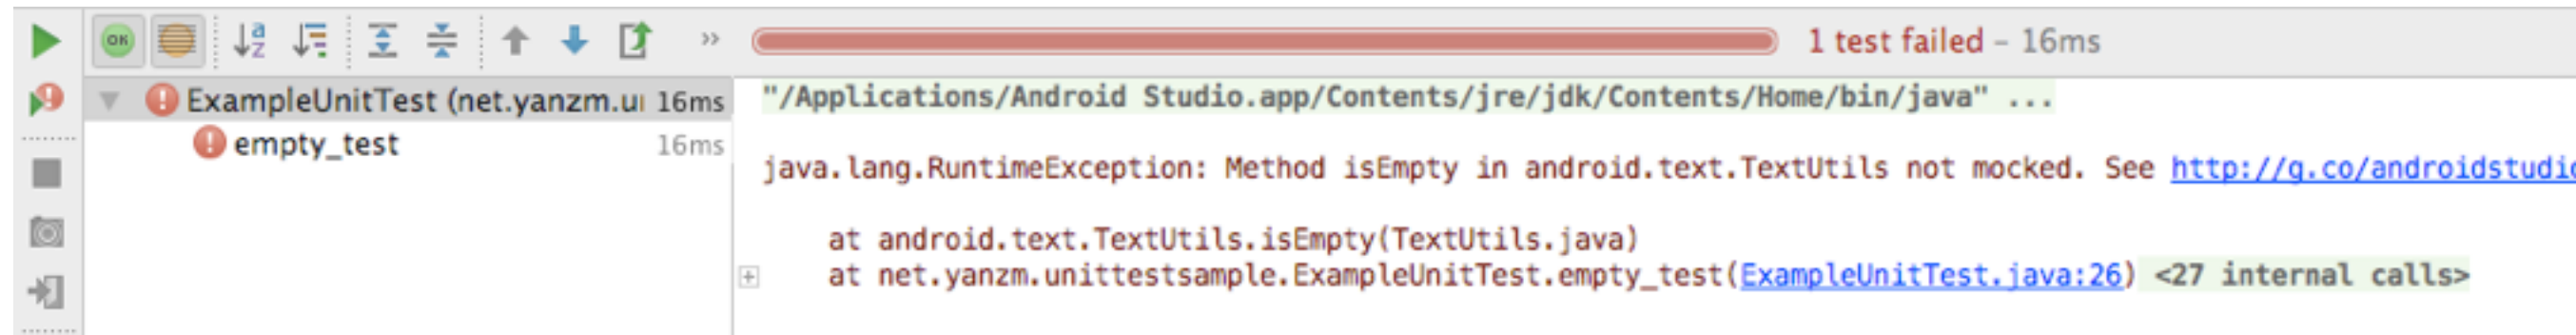 OK a z » 1 test failed – 16ms
ExampleUnitTest (net.yanzm.u 16ms
empty_test 16ms
"/Applications/Android Studio.app/Contents/jre/jdk/Contents/Home/bin/java" ...
java.lang.RuntimeException: Method isEmpty in android.text.TextUtils not mocked. See http://g.co/androidstudio
at android.text.TextUtils.isEmpty(TextUtils.java)
at net.yanzm.unittestsample.ExampleUnitTest.empty_test(ExampleUnitTest.java:26) <27 internal calls>